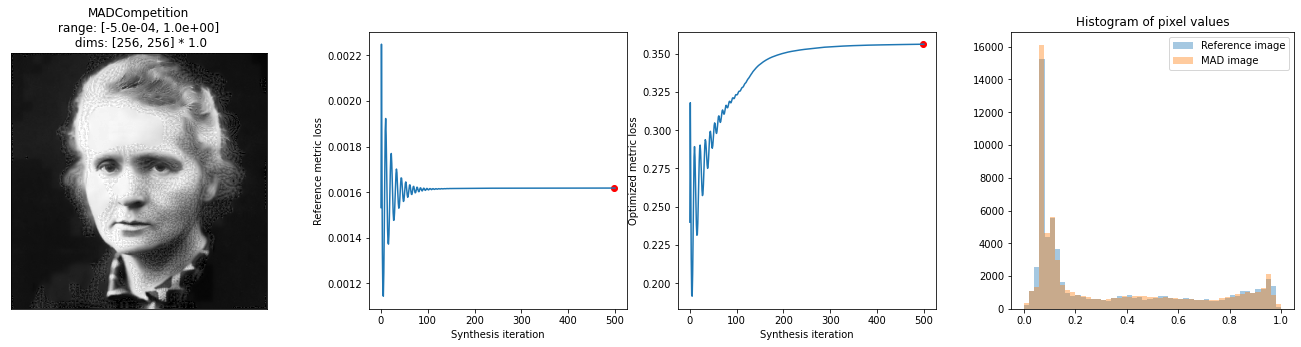 MADCompetition
range: [-5.0e-04, 1.0e+00]
dims: [256, 256] * 1.0
Reference metric loss
0.0022
0.0020
0.0018
0.0016
0.0014
0.0012
0 100 200 300 400 500
Synthesis iteration
Optimized metric loss
0.350
0.325
0.300
0.275
0.250
0.225
0.200
0 100 200 300 400 500
Synthesis iteration
Histogram of pixel values
Reference image
MAD image
16000
14000
12000
10000
8000
6000
4000
2000
0
0.0 0.2 0.4 0.6 0.8 1.0